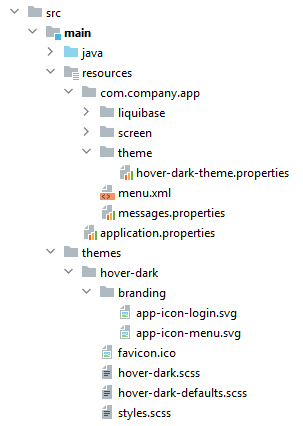 src
main
java
resources
com.company.app
liquibase
screen
theme
hover-dark-theme.properties
menu.xml
messages.properties
application.properties
themes
hover-dark
branding
app-icon-login.svg
app-icon-menu.svg
favicon.ico
hover-dark.scss
hover-dark-defaults.scss
styles.scss